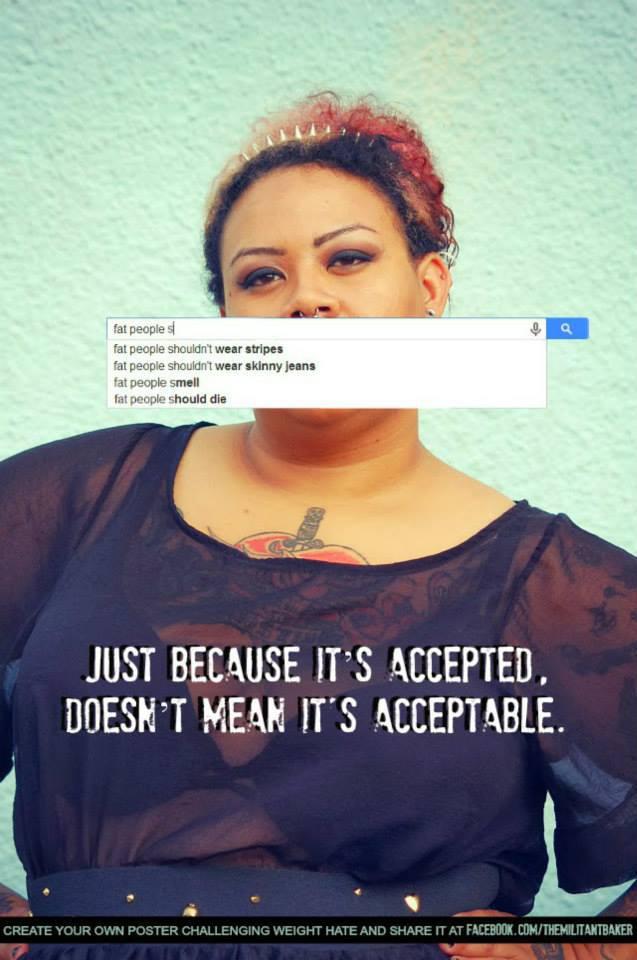 fat people s
fat people shouldn't wear stripes
fat people shouldn't wear skinny jeans
fat people smell
fat people should die
JUST BECAUSE IT'S ACCEPTED,
DOESN'T MEAN IT'S ACCEPTABLE.
CREATE YOUR OWN POSTER CHALLENGING WEIGHT HATE AND SHARE IT AT FACEBOOK.COM/THEMILITANTBAKER